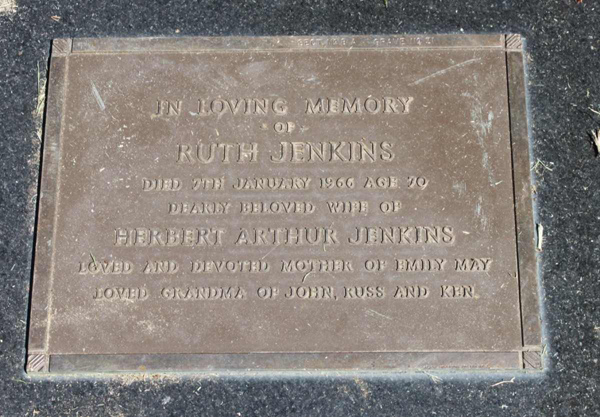 IN LOVING MEMORY
OF
RUTH JENKINS
DIED 7TH JANUARY 1966 AGE 70
DEARLY BELOVED WIFE OF
HERBERT ARTHUR JENKINS
LOVED AND DEVOTED MOTHER OF EMILY MAY
LOVED GRANDMA OF JOHN, RUSS AND KEN